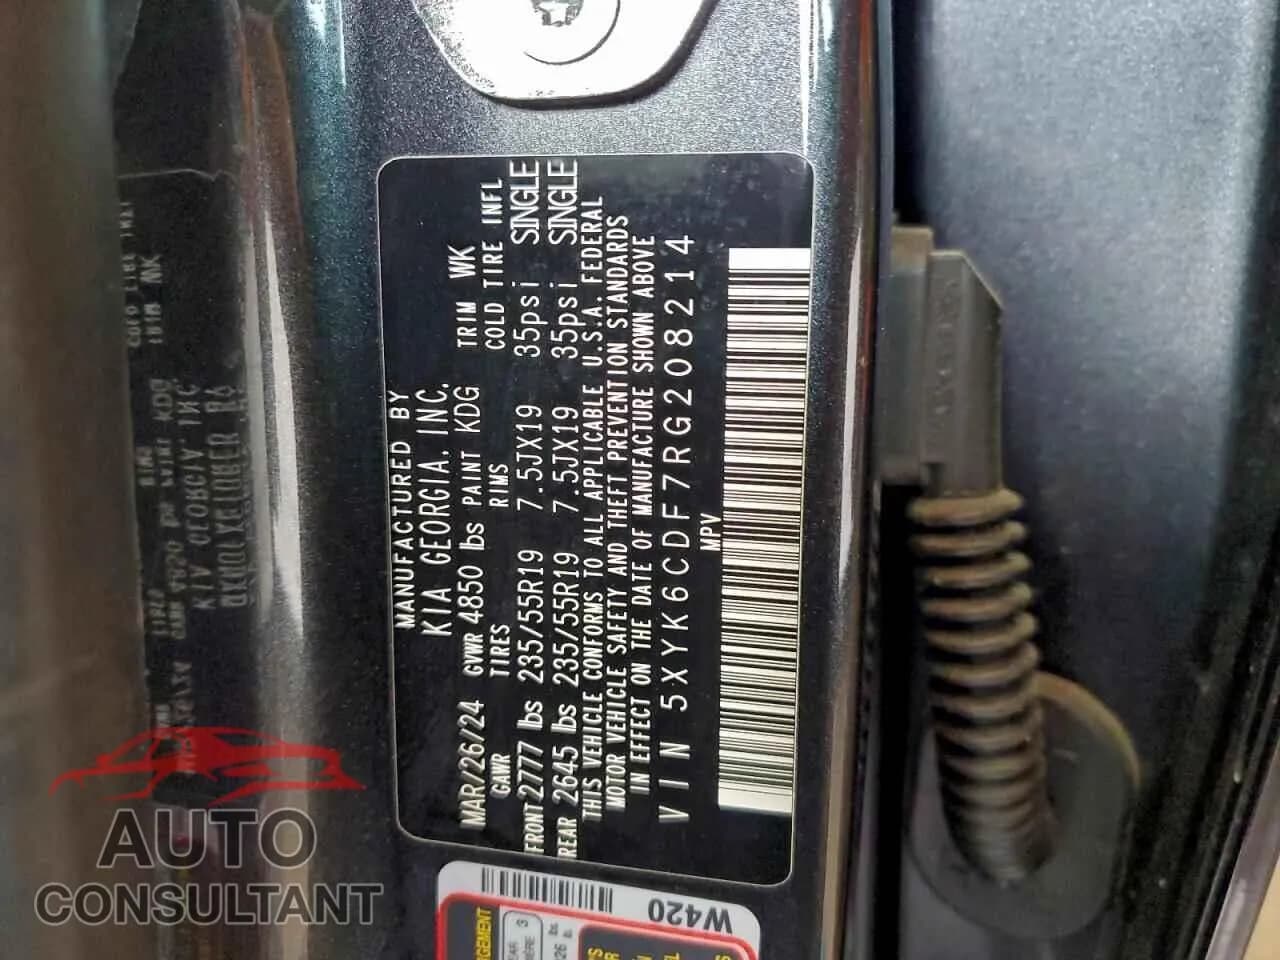 MANUFACTURED BY
KIA GEORGIA, INC.
MAR/26/24 GVWR 4850 lbs PAINT KDG TRIM WK
GAWR TIRES RIMS COLD TIRE INFL
FRONT 2777 lbs 235/55R19 7.5JX19 35psi SINGLE
REAR 2645 lbs 235/55R19 7.5JX19 35psi SINGLE
THIS VEHICLE CONFORMS TO ALL APPLICABLE U.S.A. FEDERAL
MOTOR VEHICLE SAFETY AND THEFT PREVENTION STANDARDS
IN EFFECT ON THE DATE OF MANUFACTURE SHOWN ABOVE
VIN 5XYK6CDF7RG208214
MPV
W420
AUTO
CONSULTANT